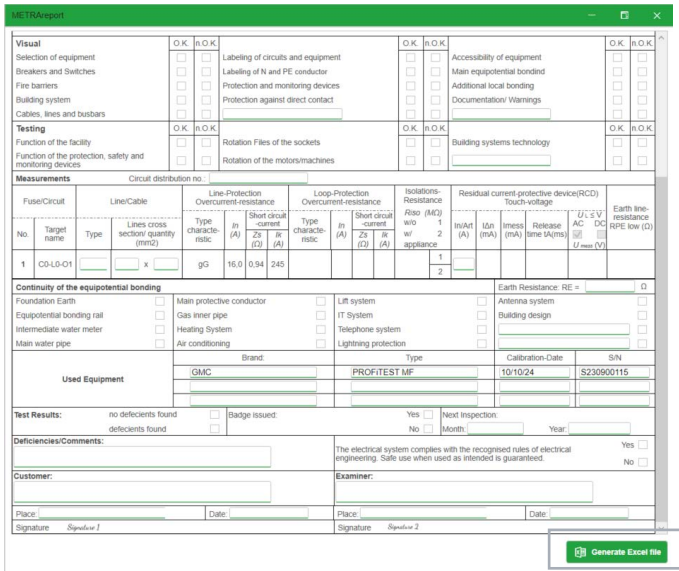 METRAreport
Visual O.K. n.O.K. O.K. n.O.K. O.K. n.O.K.
Selection of equipment Labeling of circuits and equipment Accessibility of equipment
Breakers and Switches Labeling of N and PE conductor Main equipotential bondind
Fire barriers Protection and monitoring devices Additional local bonding
Building system Protection against direct contact Documentation/ Warnings
Cables, lines and busbars
Testing O.K. n.O.K. O.K. n.O.K. O.K. n.O.K.
Function of the facility Rotation Files of the sockets Building systems technology
Function of the protection, safety and
monitoring devices Rotation of the motors/machines
Measurements Circuit distribution no.:
Fuse/Circuit Line/Cable Line-Protection Overcurrent-resistance Loop-Protection Overcurrent-resistance Isolations-Resistance Residual current-protective device(RCD) Touch-voltage Earth line-resistance RPE low (Ω)
No. Target name Type Lines cross section/ quantity (mm2) Type characte-ristic In (A) Short circuit -current Zs (Ω) Ik (A) Type characte-ristic In (A) Short circuit -current Zs (Ω) Ik (A) Riso (MΩ) w/o 1 w/ 2 appliance In/Art (A) IΔn (mA) Imess (mA) Release time tA(ms) U L ≤ V AC DC U mess (V)
1 C0-L0-O1 x gG 16,0 0,94 245 1
2
Continuity of the equipotential bonding Earth Resistance: RE = Ω
Foundation Earth Main protective conductor Lift system Antenna system
Equipotential bonding rail Gas inner pipe IT System Building design
Intermediate water meter Heating System Telephone system
Main water pipe Air conditioning Lightning protection
Used Equipment Brand: Type Calibration-Date S/N
GMC PROFiTEST MF 10/10/24 S230900115
Test Results: no defecients found Badge issued: Yes Next Inspection:
defecients found No Month: Year:
Deficiencies/Comments: The electrical system complies with the recognised rules of electrical Yes
engineering. Safe use when used as intended is guaranteed. No
Customer: Examiner:
Place: Date: Place: Date:
Signature Signature 1 Signature Signature 2
Generate Excel file